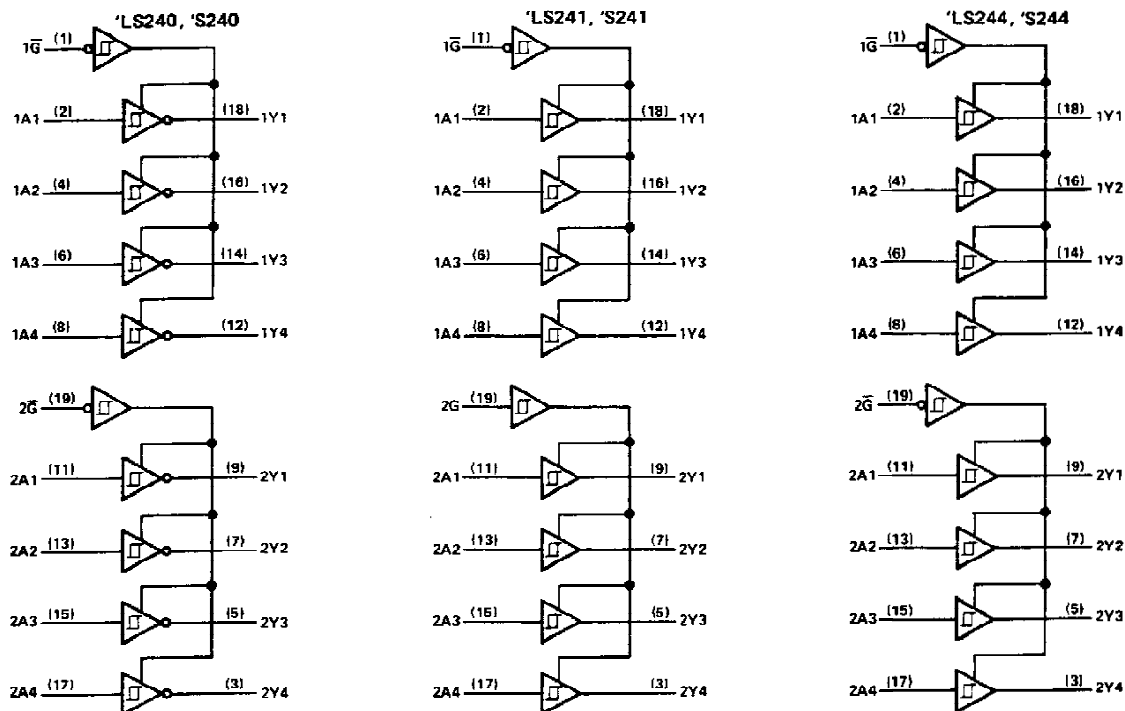 'LS240, 'S240
1G̅ (1)
1A1 (2) (18) 1Y1
1A2 (4) (16) 1Y2
1A3 (6) (14) 1Y3
1A4 (8) (12) 1Y4
2G̅ (19)
2A1 (11) (9) 2Y1
2A2 (13) (7) 2Y2
2A3 (15) (5) 2Y3
2A4 (17) (3) 2Y4
'LS241, 'S241
1G̅ (1)
1A1 (2) (18) 1Y1
1A2 (4) (16) 1Y2
1A3 (6) (14) 1Y3
1A4 (8) (12) 1Y4
2G (19)
2A1 (11) (9) 2Y1
2A2 (13) (7) 2Y2
2A3 (15) (5) 2Y3
2A4 (17) (3) 2Y4
'LS244, 'S244
1G̅ (1)
1A1 (2) (18) 1Y1
1A2 (4) (16) 1Y2
1A3 (6) (14) 1Y3
1A4 (8) (12) 1Y4
2G̅ (19)
2A1 (11) (9) 2Y1
2A2 (13) (7) 2Y2
2A3 (15) (5) 2Y3
2A4 (17) (3) 2Y4